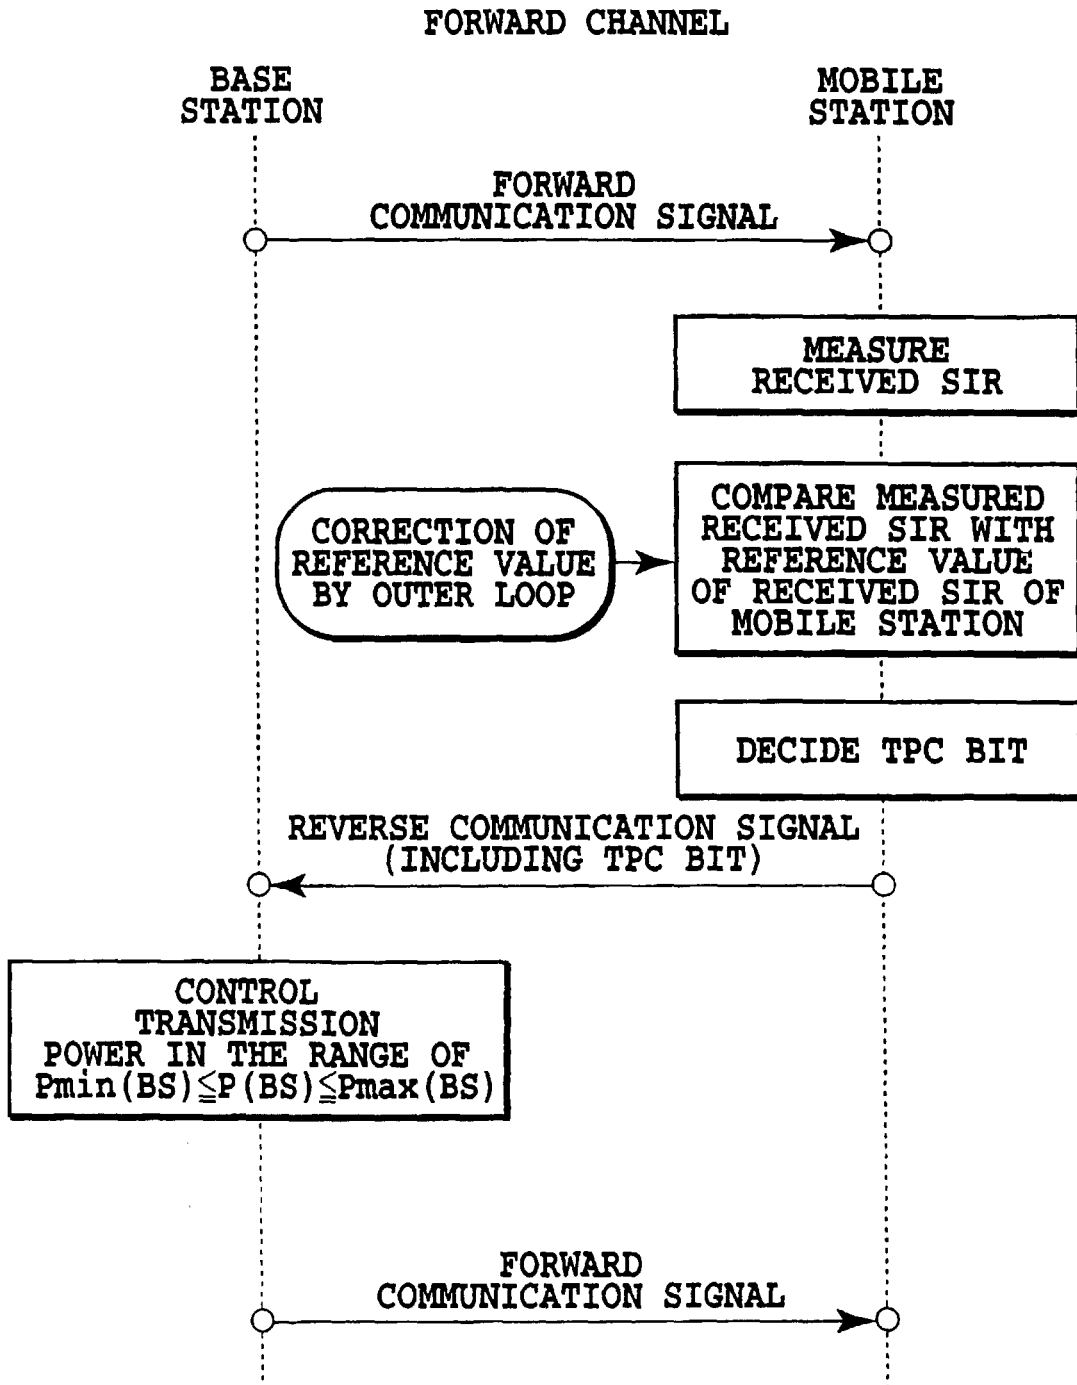 FORWARD CHANNEL
BASE
STATION
MOBILE
STATION
FORWARD
COMMUNICATION SIGNAL
MEASURE
RECEIVED SIR
CORRECTION OF
REFERENCE VALUE
BY OUTER LOOP
COMPARE MEASURED
RECEIVED SIR WITH
REFERENCE VALUE
OF RECEIVED SIR OF
MOBILE STATION
DECIDE TPC BIT
REVERSE COMMUNICATION SIGNAL
(INCLUDING TPC BIT)
CONTROL
TRANSMISSION
POWER IN THE RANGE OF
Pmin(BS)≦P(BS)≦Pmax(BS)
FORWARD
COMMUNICATION SIGNAL